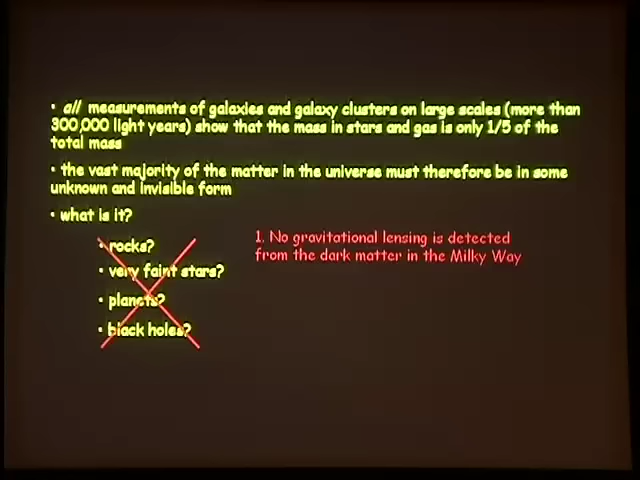 • all measurements of galaxies and galaxy clusters on large scales (more than
300,000 light years) show that the mass in stars and gas is only 1/5 of the
total mass
• the vast majority of the matter in the universe must therefore be in some
unknown and invisible form
• what is it?
• rocks?
• very faint stars?
• planets?
• black holes?
1. No gravitational lensing is detected
from the dark matter in the Milky Way